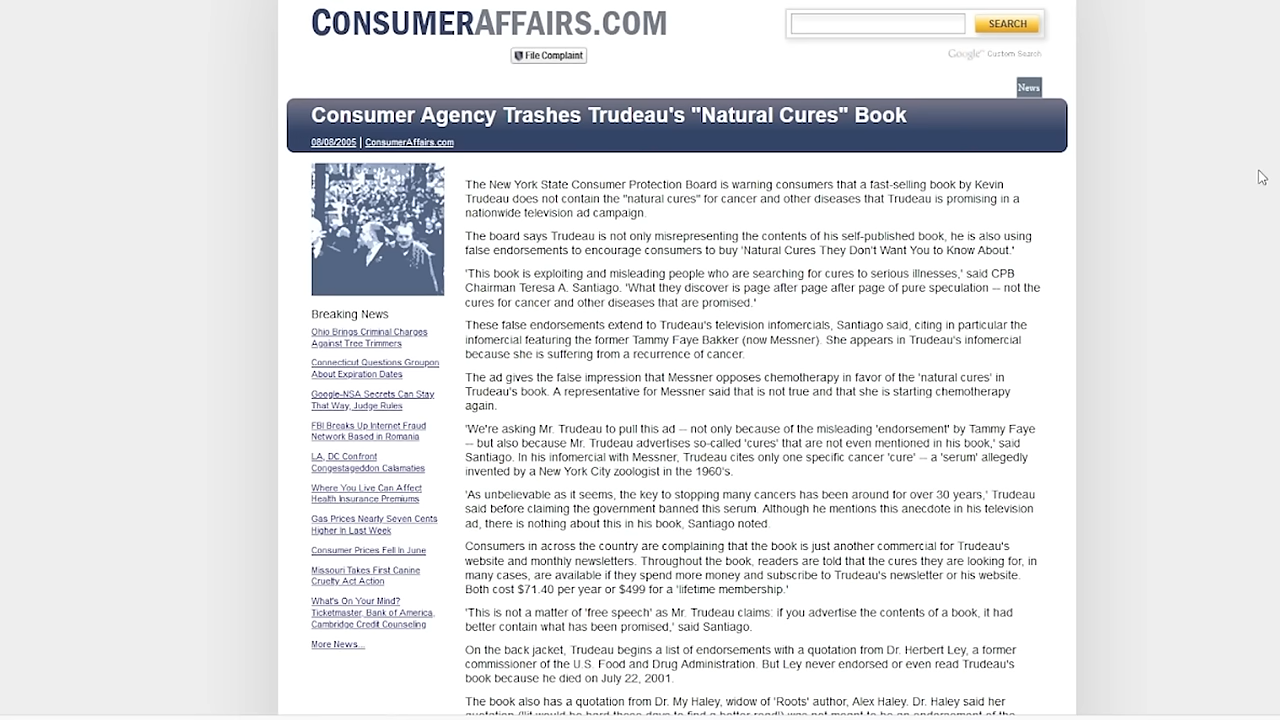 CONSUMERAFFAIRS.COM
SEARCH
File Complaint
Google™ Custom Search
News
Consumer Agency Trashes Trudeau's "Natural Cures" Book
08/08/2005 | ConsumerAffairs.com
The New York State Consumer Protection Board is warning consumers that a fast-selling book by Kevin
Trudeau does not contain the "natural cures" for cancer and other diseases that Trudeau is promising in a
nationwide television ad campaign.
The board says Trudeau is not only misrepresenting the contents of his self-published book, he is also using
false endorsements to encourage consumers to buy 'Natural Cures They Don't Want You to Know About.'
'This book is exploiting and misleading people who are searching for cures to serious illnesses,' said CPB
Chairman Teresa A. Santiago. 'What they discover is page after page after page of pure speculation -- not the
cures for cancer and other diseases that are promised.'
These false endorsements extend to Trudeau's television infomercials, Santiago said, citing in particular the
infomercial featuring the former Tammy Faye Bakker (now Messner). She appears in Trudeau's infomercial
because she is suffering from a recurrence of cancer.
The ad gives the false impression that Messner opposes chemotherapy in favor of the 'natural cures' in
Trudeau's book. A representative for Messner said that is not true and that she is starting chemotherapy
again.
'We're asking Mr. Trudeau to pull this ad -- not only because of the misleading 'endorsement' by Tammy Faye
-- but also because Mr. Trudeau advertises so-called 'cures' that are not even mentioned in his book,' said
Santiago. In his infomercial with Messner, Trudeau cites only one specific cancer 'cure' -- a 'serum' allegedly
invented by a New York City zoologist in the 1960's.
'As unbelievable as it seems, the key to stopping many cancers has been around for over 30 years,' Trudeau
said before claiming the government banned this serum. Although he mentions this anecdote in his television
ad, there is nothing about this in his book, Santiago noted.
Consumers in across the country are complaining that the book is just another commercial for Trudeau's
website and monthly newsletters. Throughout the book, readers are told that the cures they are looking for, in
many cases, are available if they spend more money and subscribe to Trudeau's newsletter or his website.
Both cost $71.40 per year or $499 for a 'lifetime membership.'
'This is not a matter of 'free speech' as Mr. Trudeau claims: if you advertise the contents of a book, it had
better contain what has been promised,' said Santiago.
On the back jacket, Trudeau begins a list of endorsements with a quotation from Dr. Herbert Ley, a former
commissioner of the U.S. Food and Drug Administration. But Ley never endorsed or even read Trudeau's
book because he died on July 22, 2001.
The book also has a quotation from Dr. My Haley, widow of 'Roots' author, Alex Haley. Dr. Haley said her
Breaking News
Ohio Brings Criminal Charges
Against Tree Trimmers
Connecticut Questions Groupon
About Expiration Dates
Google-NSA Secrets Can Stay
That Way, Judge Rules
FBI Breaks Up Internet Fraud
Network Based in Romania
LA, DC Confront
Congestageddon Calamaties
Where You Live Can Affect
Health Insurance Premiums
Gas Prices Nearly Seven Cents
Higher In Last Week
Consumer Prices Fell In June
Missouri Takes First Canine
Cruelty Act Action
What's On Your Mind?
Ticketmaster, Bank of America,
Cambridge Credit Counseling
More News...